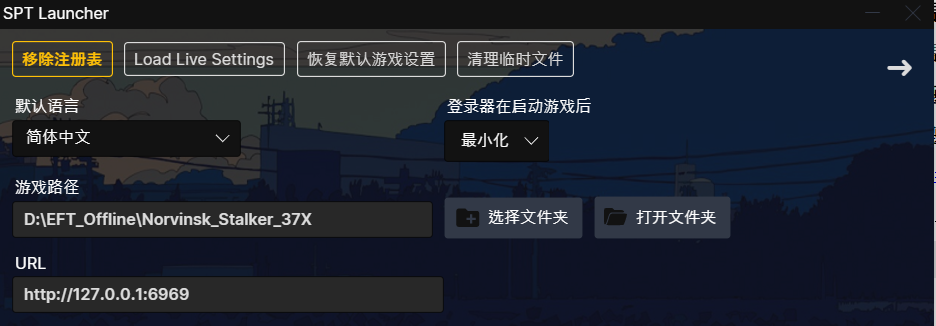 SPT Launcher
移除注册表 Load Live Settings 恢复默认游戏设置 清理临时文件
默认语言 登录器在启动游戏后
简体中文 最小化
游戏路径
D:\EFT_Offline\Norvinsk_Stalker_37X 选择文件夹 打开文件夹
URL
http://127.0.0.1:6969